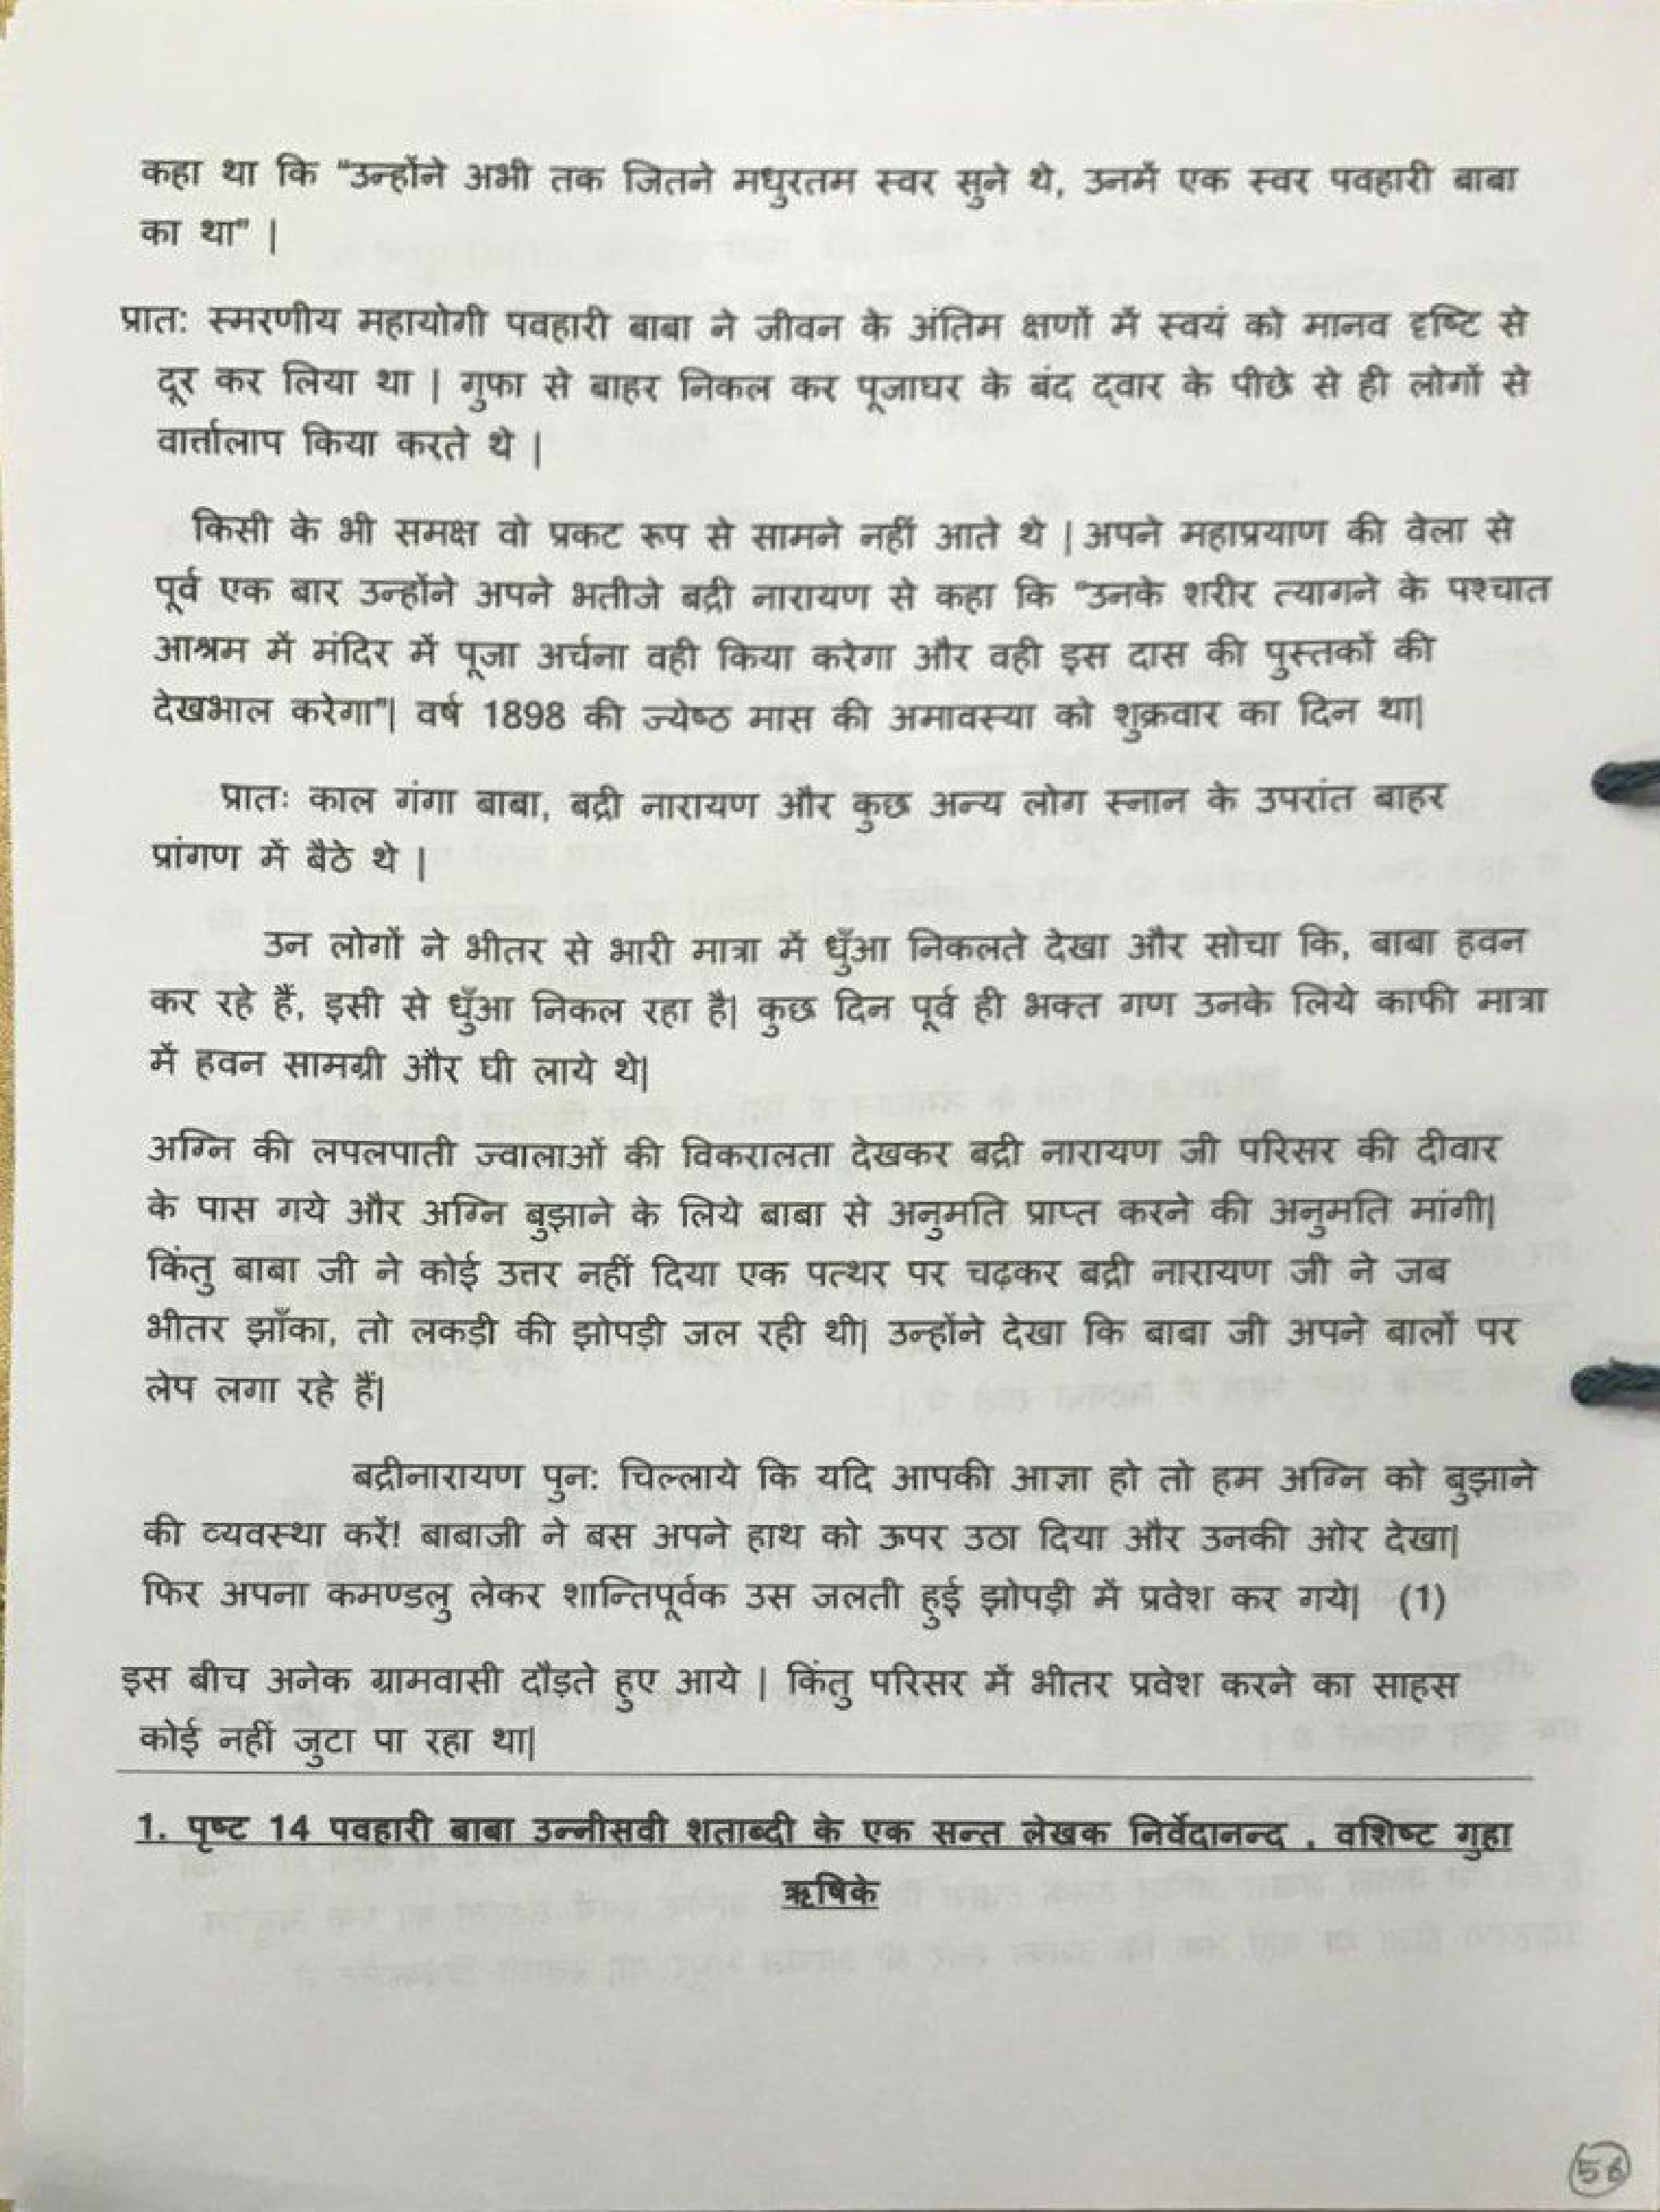 कहा था कि "उन्होंने अभी तक जितने मधुरतम स्वर सुने थे, उनमें एक स्वर पवहारी बाबा
का था" |
प्रात: स्मरणीय महायोगी पवहारी बाबा ने जीवन के अंतिम क्षणों में स्वयं को मानव दृष्टि से
दूर कर लिया था | गुफा से बाहर निकल कर पूजाघर के बंद द्वार के पीछे से ही लोगों से
वार्त्तालाप किया करते थे |
किसी के भी समक्ष वो प्रकट रूप से सामने नहीं आते थे | अपने महाप्रयाण की वेला से
पूर्व एक बार उन्होंने अपने भतीजे बद्री नारायण से कहा कि "उनके शरीर त्यागने के पश्चात
आश्रम में मंदिर में पूजा अर्चना वही किया करेगा और वही इस दास की पुस्तकों की
देखभाल करेगा"| वर्ष 1898 की ज्येष्ठ मास की अमावस्या को शुक्रवार का दिन था|
प्रातः काल गंगा बाबा, बद्री नारायण और कुछ अन्य लोग स्नान के उपरांत बाहर
प्रांगण में बैठे थे |
उन लोगों ने भीतर से भारी मात्रा में धुँआ निकलते देखा और सोचा कि, बाबा हवन
कर रहे हैं, इसी से धुँआ निकल रहा है| कुछ दिन पूर्व ही भक्त गण उनके लिये काफी मात्रा
में हवन सामग्री और घी लाये थे|
अग्नि की लपलपाती ज्वालाओं की विकरालता देखकर बद्री नारायण जी परिसर की दीवार
के पास गये और अग्नि बुझाने के लिये बाबा से अनुमति प्राप्त करने की अनुमति मांगी|
किंतु बाबा जी ने कोई उत्तर नहीं दिया एक पत्थर पर चढ़कर बद्री नारायण जी ने जब
भीतर झाँका, तो लकड़ी की झोपड़ी जल रही थी| उन्होंने देखा कि बाबा जी अपने बालों पर
लेप लगा रहे हैं|
बद्रीनारायण पुन: चिल्लाये कि यदि आपकी आज्ञा हो तो हम अग्नि को बुझाने
की व्यवस्था करें! बाबाजी ने बस अपने हाथ को ऊपर उठा दिया और उनकी ओर देखा|
फिर अपना कमण्डलु लेकर शान्तिपूर्वक उस जलती हुई झोपड़ी में प्रवेश कर गये| (1)
इस बीच अनेक ग्रामवासी दौड़ते हुए आये | किंतु परिसर में भीतर प्रवेश करने का साहस
कोई नहीं जुटा पा रहा था|
1. पृष्ट 14 पवहारी बाबा उन्नीसवी शताब्दी के एक सन्त लेखक निर्वेदानन्द , वशिष्ट गुहा
ऋषिके